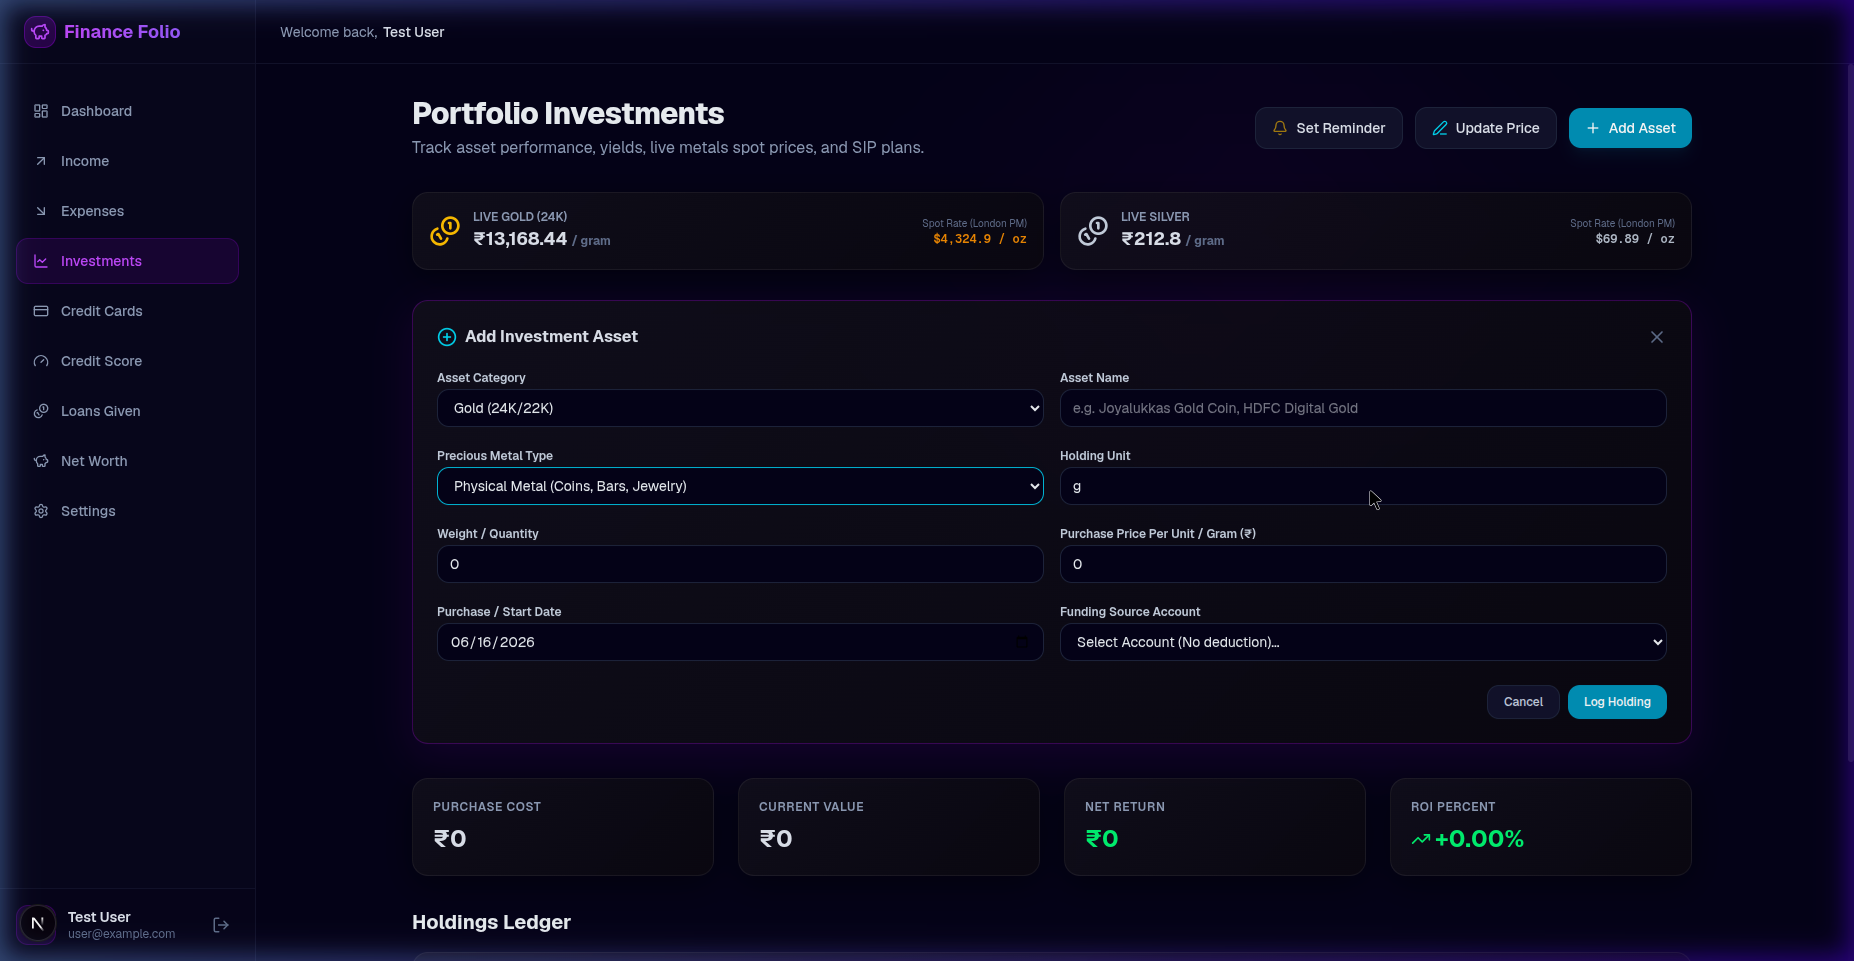 Finance Folio
Welcome back, Test User
Dashboard
Income
Expenses
Investments
Credit Cards
Credit Score
Loans Given
Net Worth
Settings
Test User
user@example.com
N
Portfolio Investments
Track asset performance, yields, live metals spot prices, and SIP plans.
Set Reminder
Update Price
Add Asset
LIVE GOLD (24K)
₹13,168.44 / gram
Spot Rate (London PM)
$4,324.9 / oz
LIVE SILVER
₹212.8 / gram
Spot Rate (London PM)
$69.89 / oz
Add Investment Asset
Asset Category
Gold (24K/22K)
Asset Name
e.g. Joyalukkas Gold Coin, HDFC Digital Gold
Precious Metal Type
Physical Metal (Coins, Bars, Jewelry)
Holding Unit
g
Weight / Quantity
0
Purchase Price Per Unit / Gram (₹)
0
Purchase / Start Date
06/16/2026
Funding Source Account
Select Account (No deduction)...
Cancel
Log Holding
PURCHASE COST
₹0
CURRENT VALUE
₹0
NET RETURN
₹0
ROI PERCENT
+0.00%
Holdings Ledger